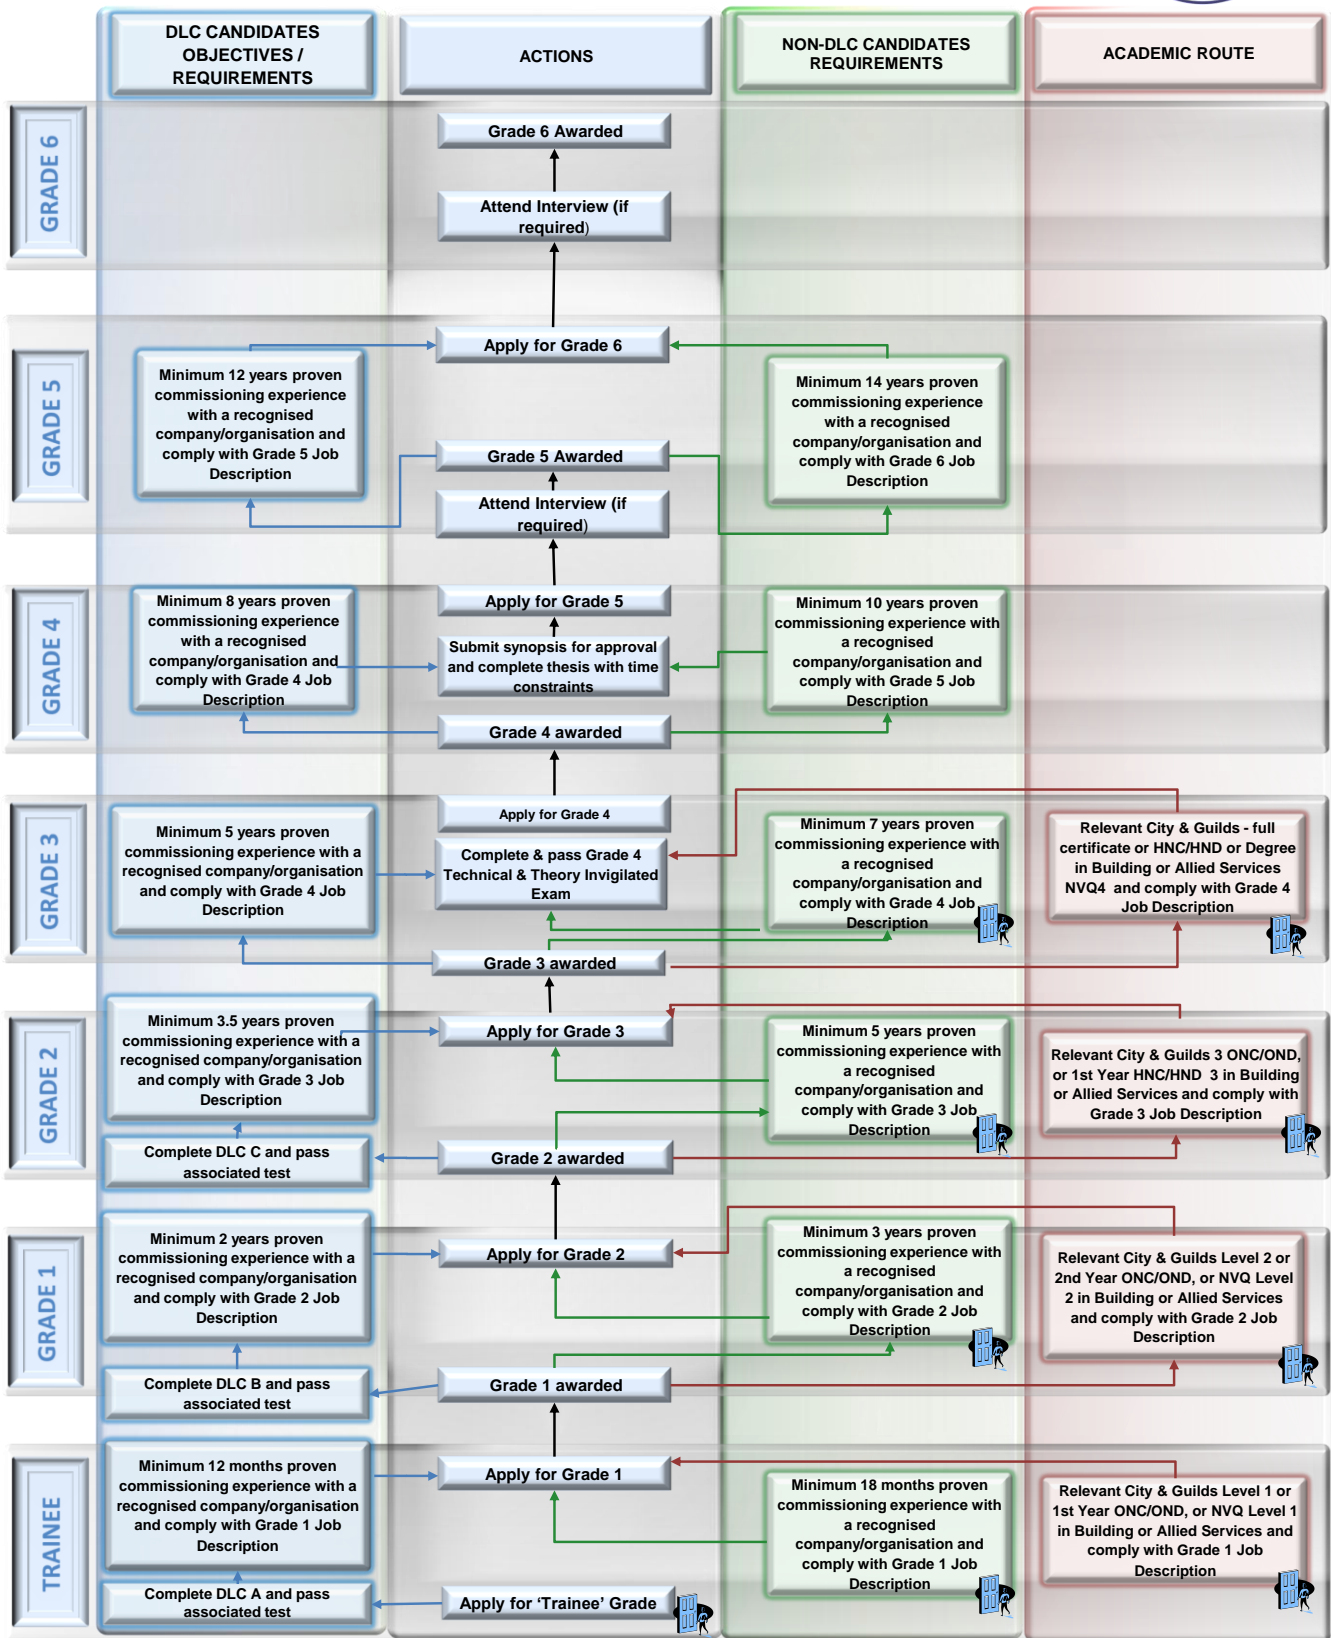 DLC CANDIDATES
OBJECTIVES /
REQUIREMENTS
ACTIONS
NON-DLC CANDIDATES
REQUIREMENTS
ACADEMIC ROUTE
GRADE 6
Grade 6 Awarded
Attend Interview (if
required)
GRADE 5
Apply for Grade 6
Minimum 12 years proven
commissioning experience
with a recognised
company/organisation and
comply with Grade 5 Job
Description
Minimum 14 years proven
commissioning experience
with a recognised
company/organisation and
comply with Grade 6 Job
Description
Grade 5 Awarded
Attend Interview (if
required)
GRADE 4
Minimum 8 years proven
commissioning experience
with a recognised
company/organisation and
comply with Grade 4 Job
Description
Apply for Grade 5
Submit synopsis for approval
and complete thesis with time
constraints
Minimum 10 years proven
commissioning experience with
a recognised
company/organisation and
comply with Grade 5 Job
Description
Grade 4 awarded
GRADE 3
Minimum 5 years proven
commissioning experience with a
recognised company/organisation
and comply with Grade 4 Job
Description
Apply for Grade 4
Complete & pass Grade 4
Technical & Theory Invigilated
Exam
Minimum 7 years proven
commissioning experience with
a recognised
company/organisation and
comply with Grade 4 Job
Description
Relevant City & Guilds - full
certificate or HNC/HND or Degree
in Building or Allied Services
NVQ4 and comply with Grade 4
Job Description
Grade 3 awarded
GRADE 2
Minimum 3.5 years proven
commissioning experience with a
recognised company/organisation
and comply with Grade 3 Job
Description
Apply for Grade 3
Minimum 5 years proven
commissioning experience with
a recognised
company/organisation and
comply with Grade 3 Job
Description
Relevant City & Guilds 3 ONC/OND,
or 1st Year HNC/HND 3 in Building
or Allied Services and comply with
Grade 3 Job Description
Complete DLC C and pass
associated test
Grade 2 awarded
GRADE 1
Minimum 2 years proven
commissioning experience with a
recognised company/organisation
and comply with Grade 2 Job
Description
Apply for Grade 2
Minimum 3 years proven
commissioning experience with
a recognised
company/organisation and
comply with Grade 2 Job
Description
Relevant City & Guilds Level 2 or
2nd Year ONC/OND, or NVQ Level
2 in Building or Allied Services
and comply with Grade 2 Job
Description
Complete DLC B and pass
associated test
Grade 1 awarded
TRAINEE
Minimum 12 months proven
commissioning experience with a
recognised company/organisation
and comply with Grade 1 Job
Description
Apply for Grade 1
Minimum 18 months proven
commissioning experience with
a recognised
company/organisation and
comply with Grade 1 Job
Description
Relevant City & Guilds Level 1 or
1st Year ONC/OND, or NVQ Level 1
in Building or Allied Services and
comply with Grade 1 Job
Description
Complete DLC A and pass
associated test
Apply for ‘Trainee’ Grade